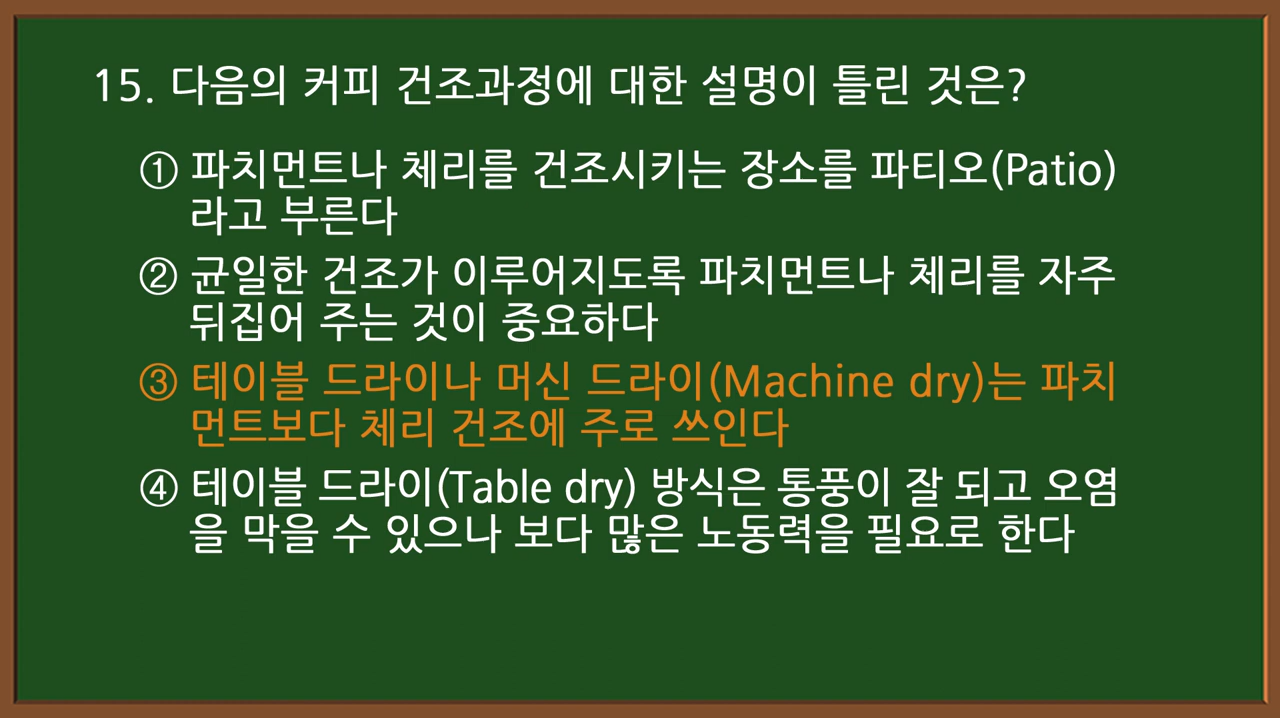 15. 다음의 커피 건조과정에 대한 설명이 틀린 것은?
① 파치먼트나 체리를 건조시키는 장소를 파티오(Patio)
라고 부른다
② 균일한 건조가 이루어지도록 파치먼트나 체리를 자주
뒤집어 주는 것이 중요하다
③ 테이블 드라이나 머신 드라이(Machine dry)는 파치
먼트보다 체리 건조에 주로 쓰인다
④ 테이블 드라이(Table dry) 방식은 통풍이 잘 되고 오염
을 막을 수 있으나 보다 많은 노동력을 필요로 한다